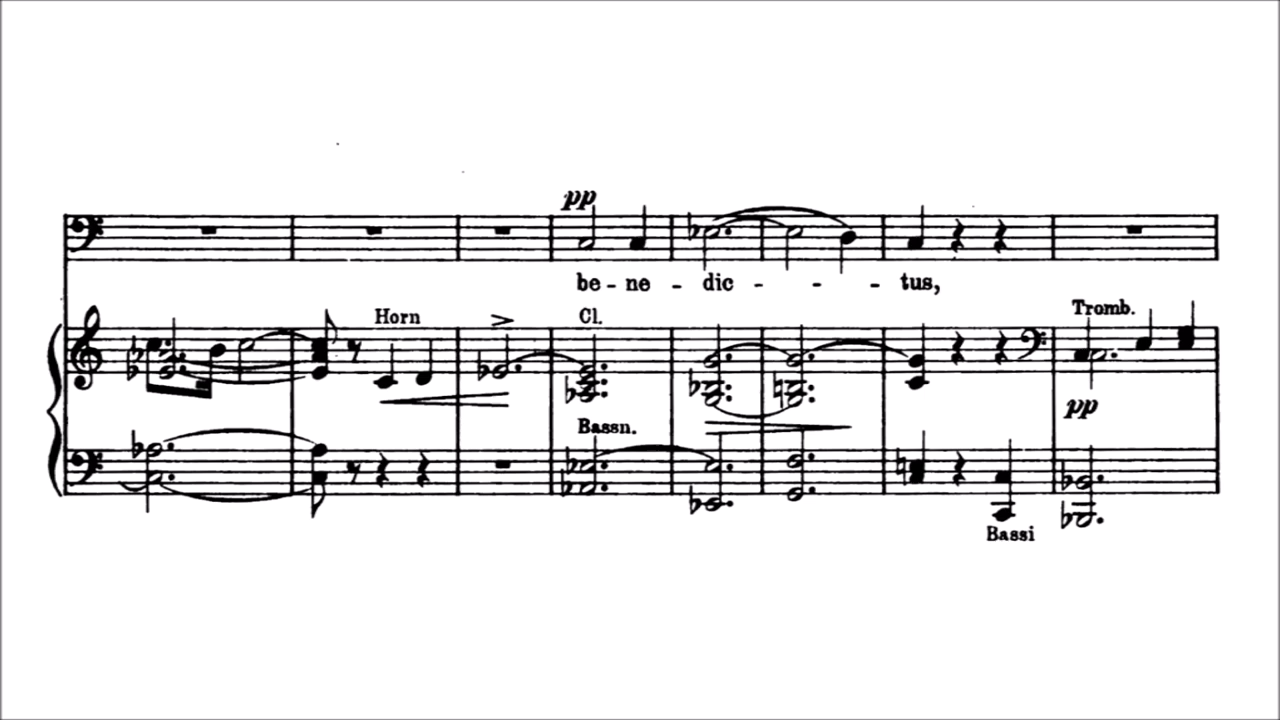 pp
be - ne - dic - - - tus,
Horn
Cl.
Tromb.
pp
Bassn.
Bassi